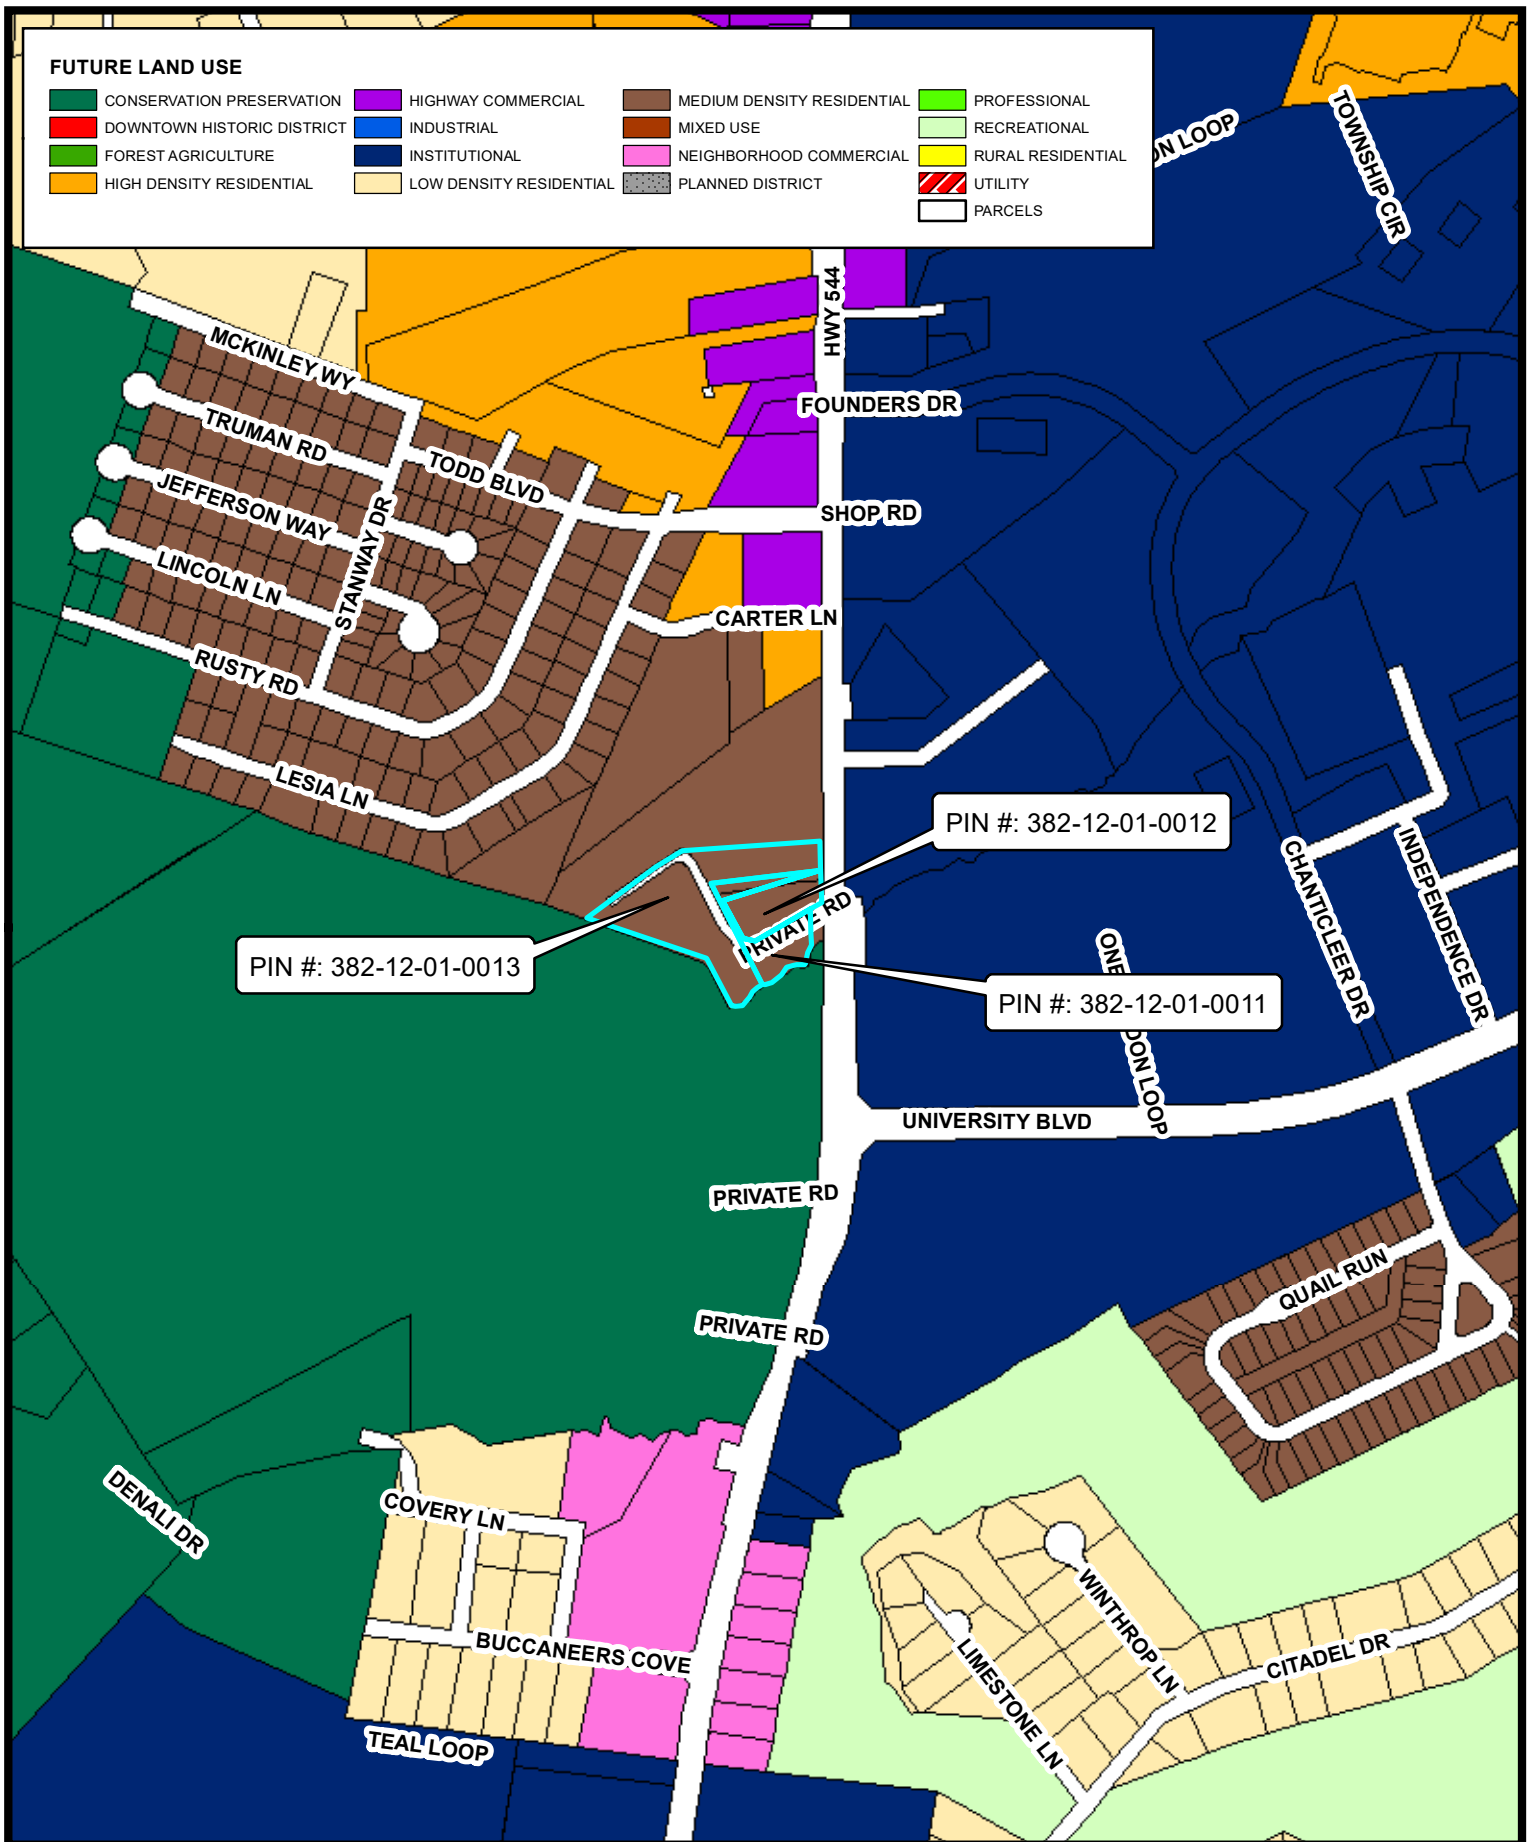 FUTURE LAND USE
CONSERVATION PRESERVATION
DOWNTOWN HISTORIC DISTRICT
FOREST AGRICULTURE
HIGH DENSITY RESIDENTIAL
HIGHWAY COMMERCIAL
INDUSTRIAL
INSTITUTIONAL
LOW DENSITY RESIDENTIAL
MEDIUM DENSITY RESIDENTIAL
MIXED USE
NEIGHBORHOOD COMMERCIAL
PLANNED DISTRICT
PROFESSIONAL
RECREATIONAL
RURAL RESIDENTIAL
UTILITY
PARCELS
ON LOOP
TOWNSHIP CIR
HWY 544
MCKINLEY WY
FOUNDERS DR
TRUMAN RD
TODD BLVD
JEFFERSON WAY
SHOP RD
STANWAY DR
LINCOLN LN
CARTER LN
RUSTY RD
LESIA LN
PIN #: 382-12-01-0012
CHANTICLEER DR
INDEPENDENCE DR
PRIVATE RD
PIN #: 382-12-01-0013
PIN #: 382-12-01-0011
ONE
DON LOOP
UNIVERSITY BLVD
PRIVATE RD
QUAIL RUN
PRIVATE RD
DENALI DR
COVERY LN
WINTHROP LN
BUCCANEERS COVE
LIMESTONE LN
CITADEL DR
TEAL LOOP